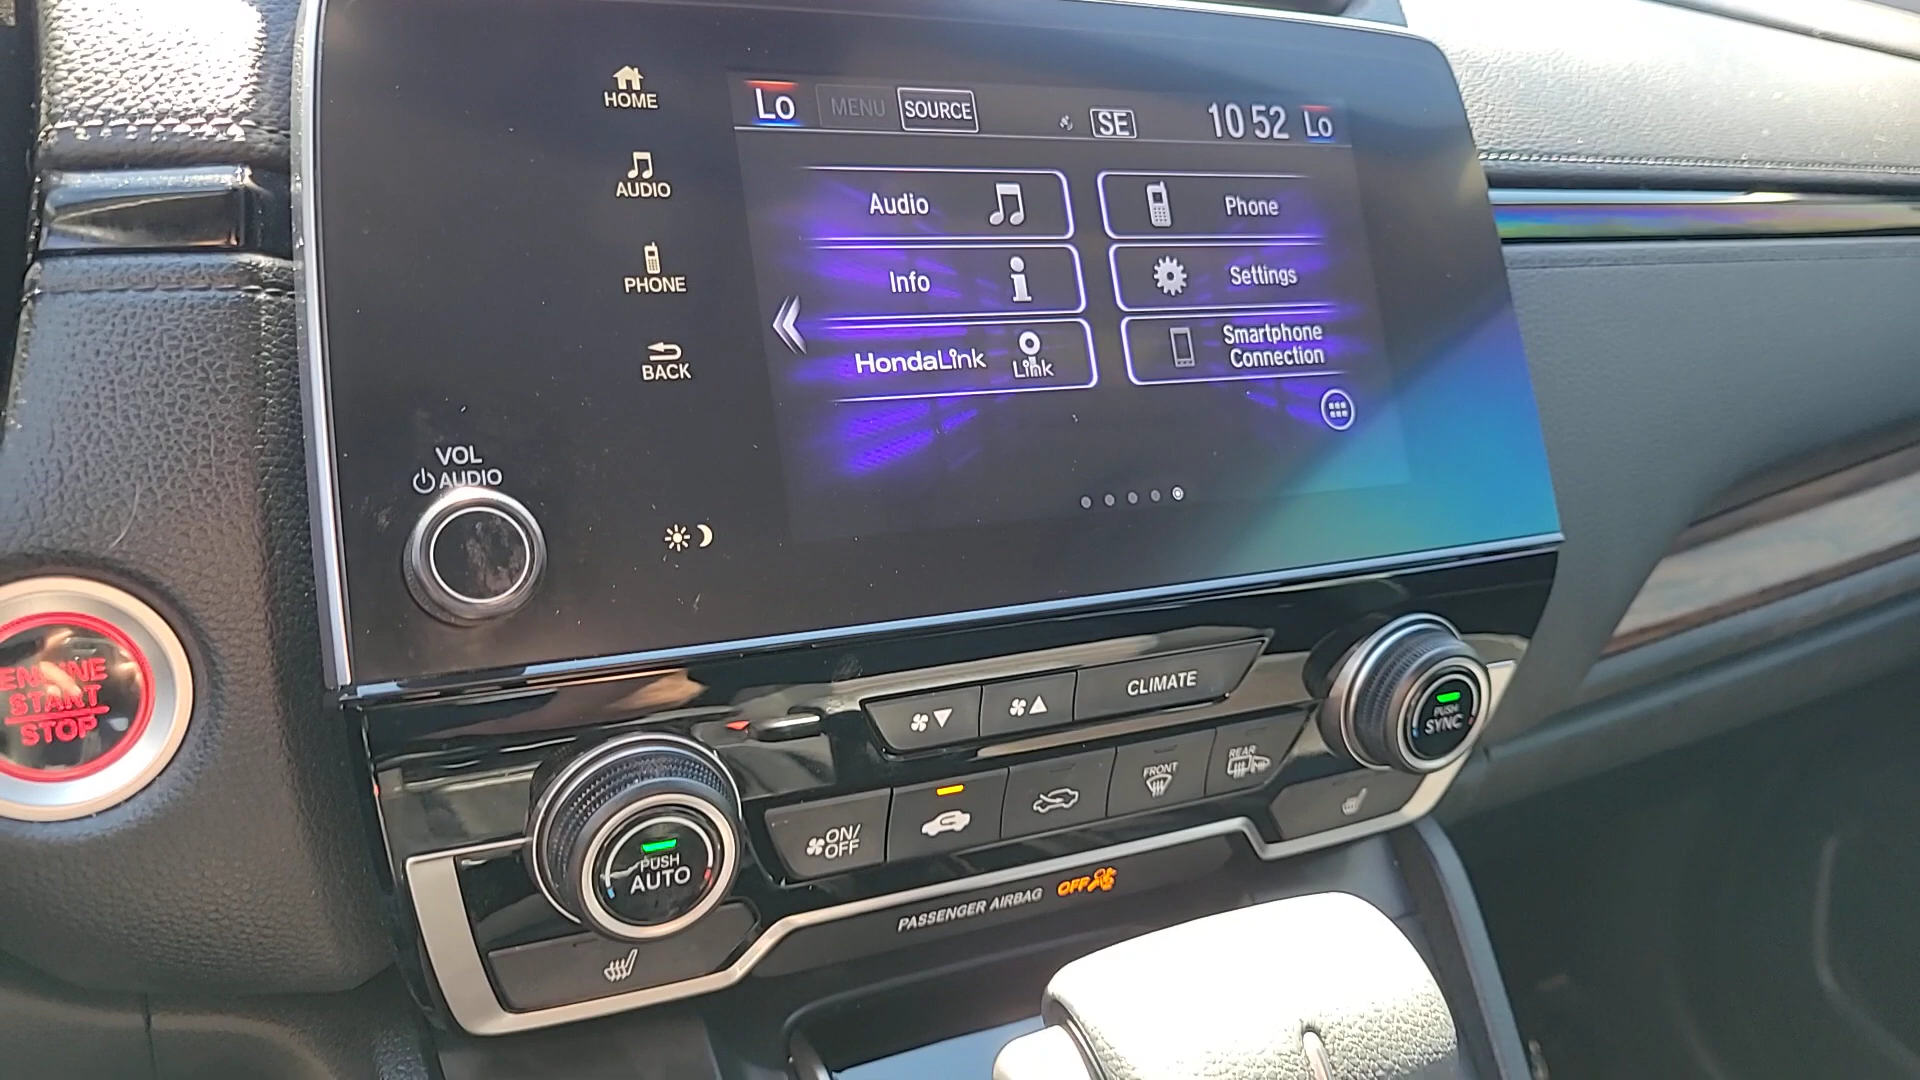 HOME
AUDIO
PHONE
BACK
VOL
AUDIO
Lo
MENU
SOURCE
SE
10 52
Lo
Audio
Phone
Info
Settings
HondaLink
Link
Smartphone
Connection
ENGINE
START
STOP
CLIMATE
PUSH
SYNC
PUSH
AUTO
ON/
OFF
FRONT
REAR
PASSENGER AIRBAG OFF